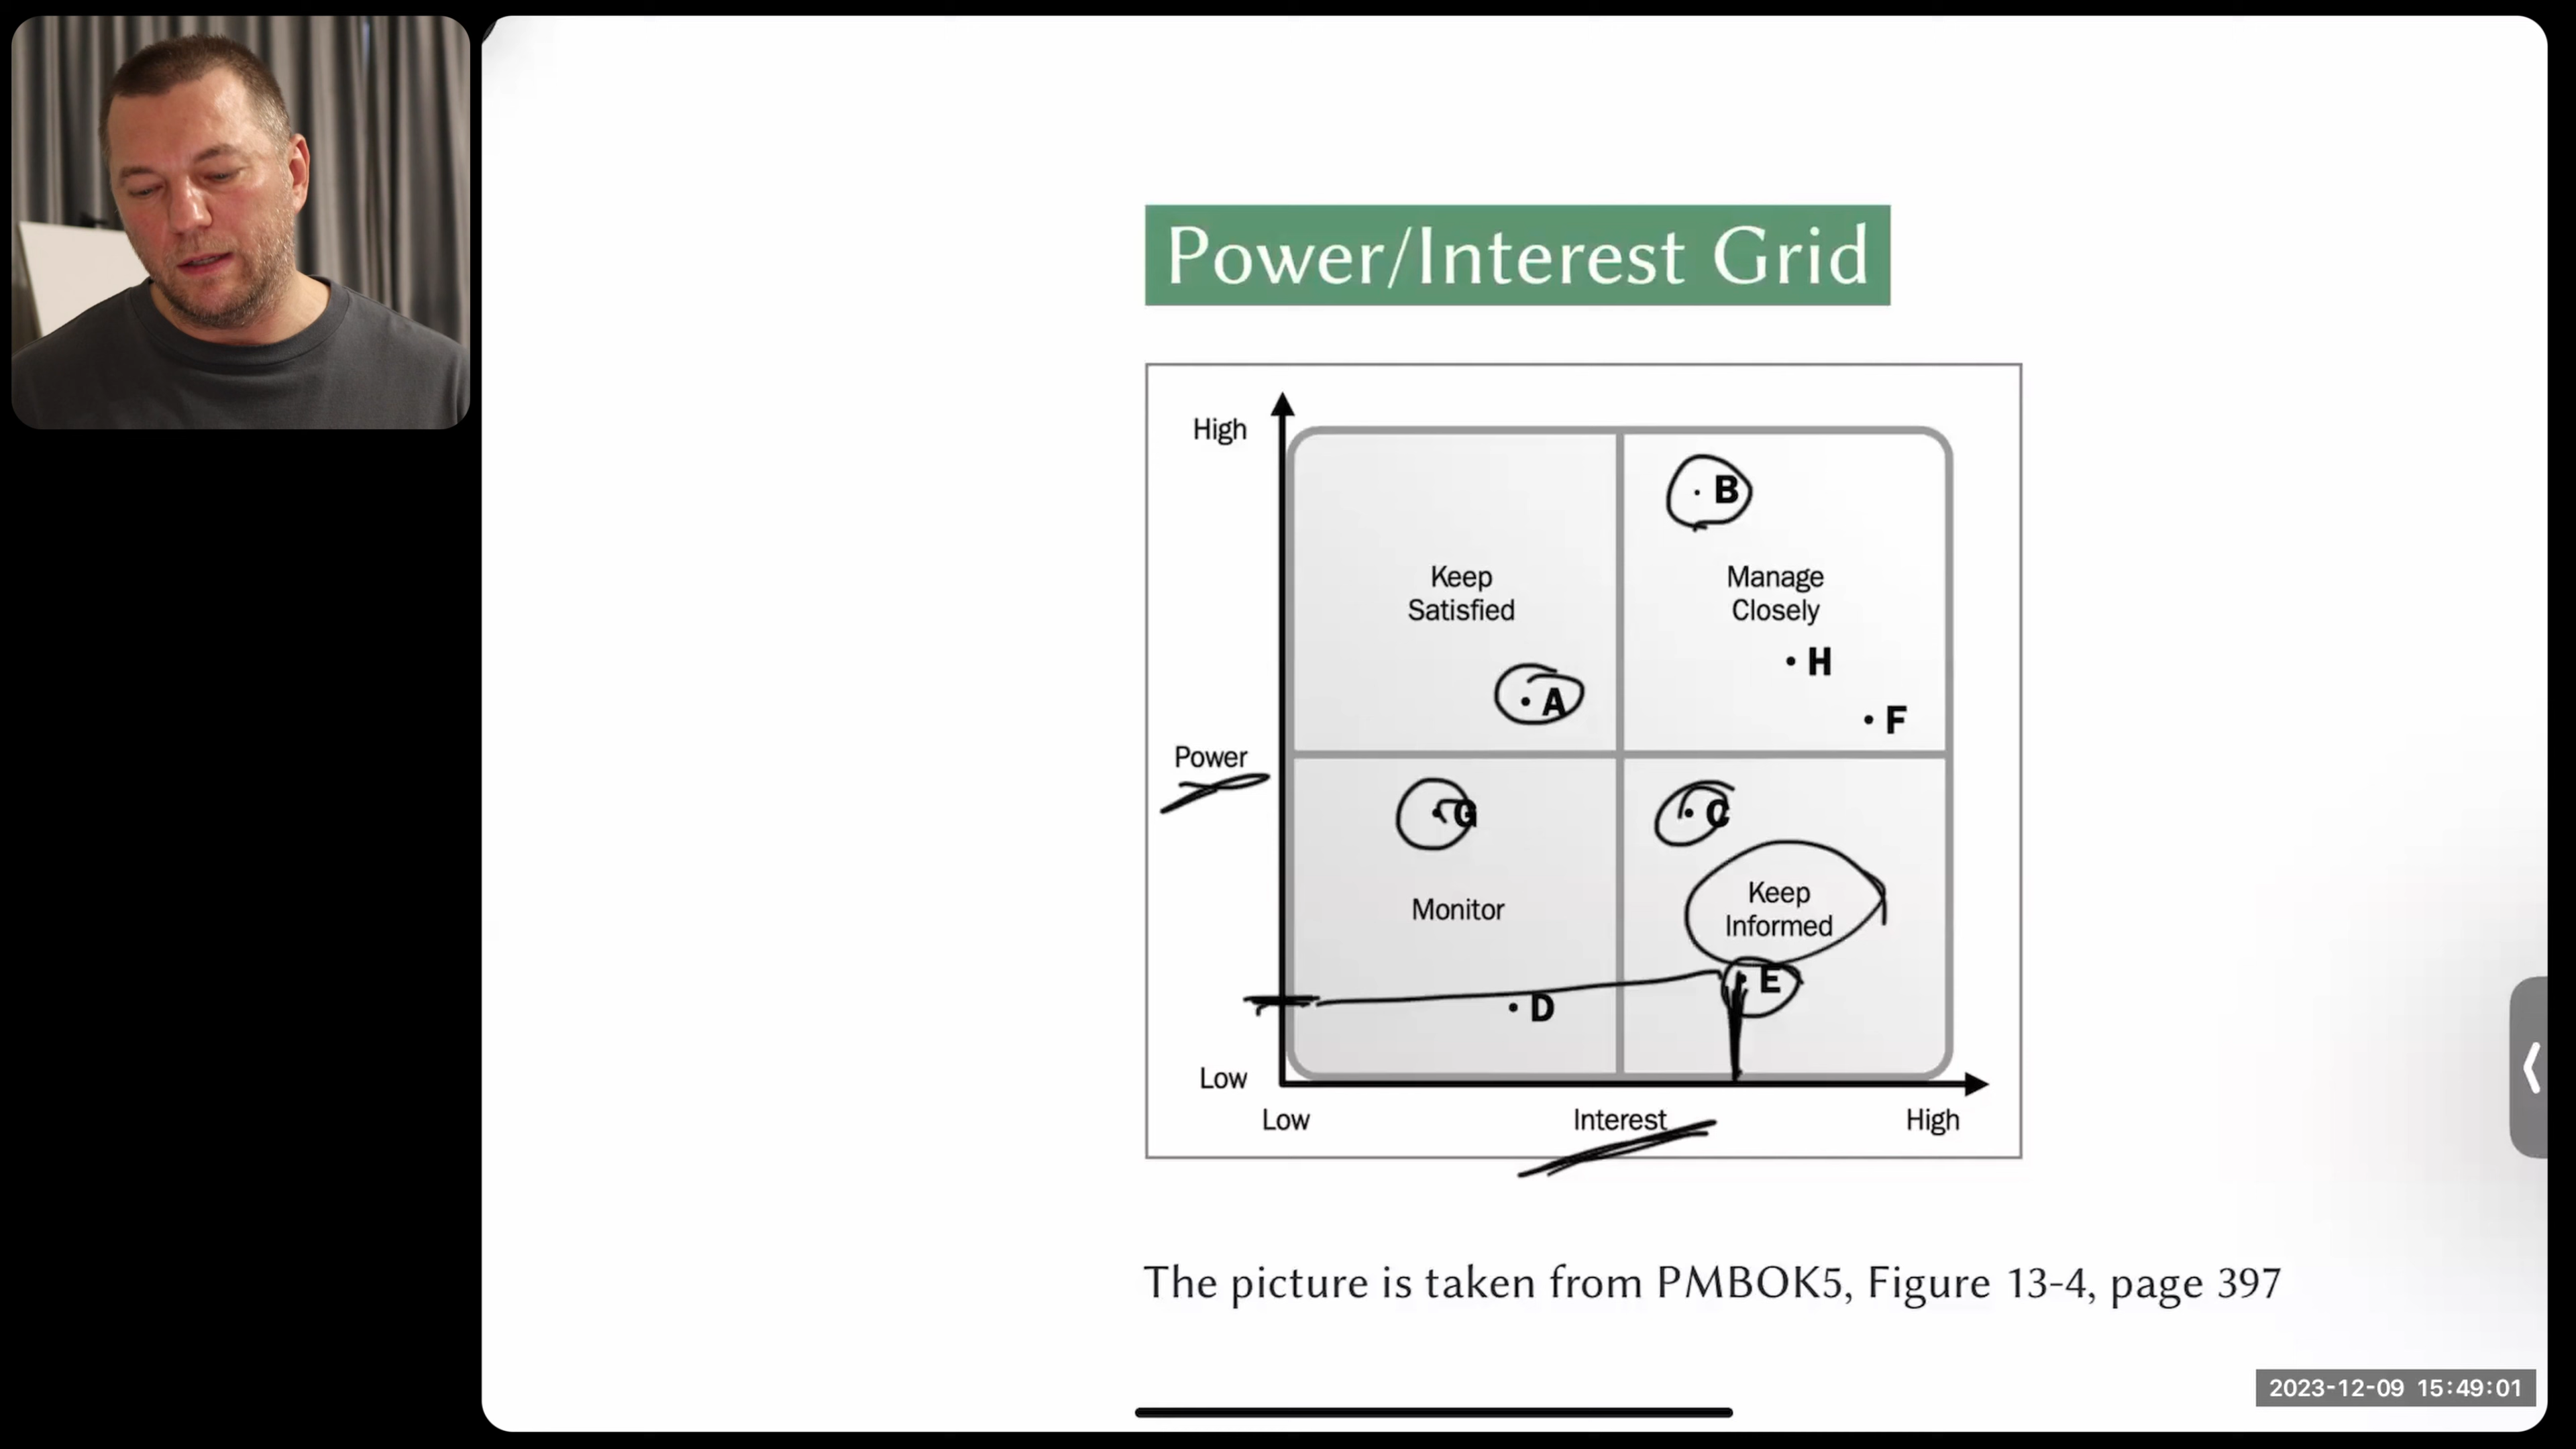 Power/Interest Grid
High
B
Keep
Satisfied
Manage
Closely
H
A
F
Power
G
C
Monitor
Keep
Informed
E
D
Low
Low
Interest
High
The picture is taken from PMBOK5, Figure 13-4, page 397
2023-12-09 15:49:01